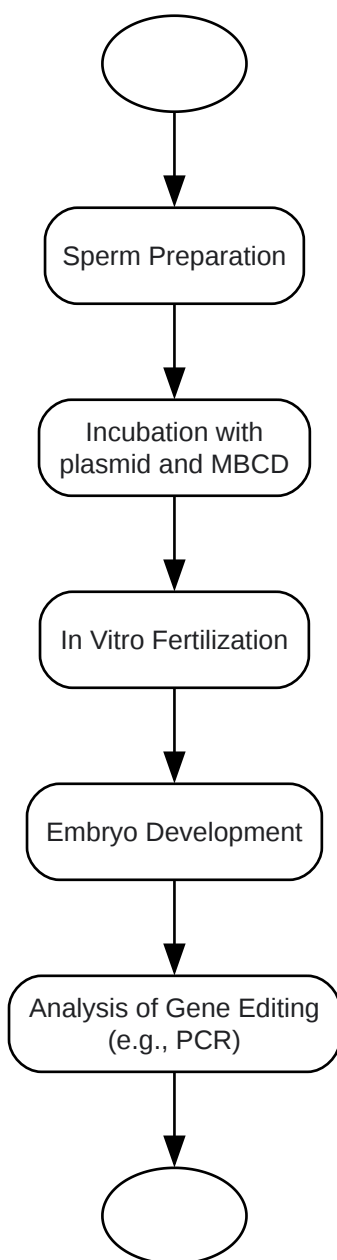 Sperm Preparation
Incubation with
plasmid and MBCD
In Vitro Fertilization
Embryo Development
Analysis of Gene Editing
(e.g., PCR)